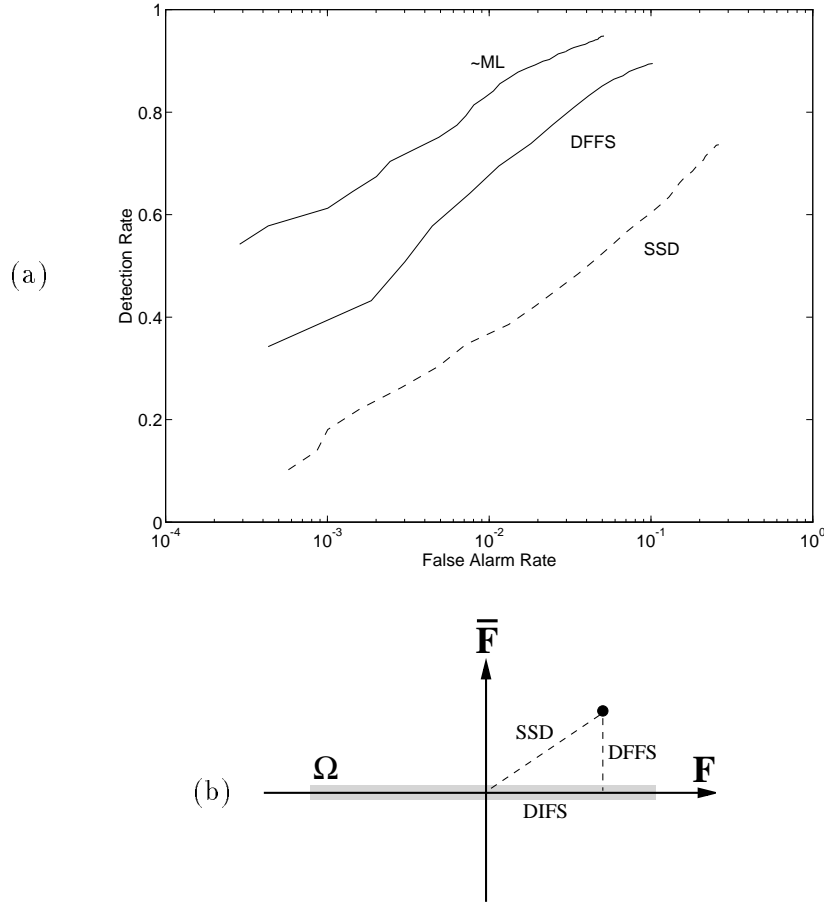 1
0.8
0.6
0.4
0.2
0
Detection Rate
~ML
DFFS
SSD
(a)
10^-4
10^-3
10^-2
10^-1
10^0
False Alarm Rate
F̅
SSD
DFFS
Ω
F
DIFS
(b)